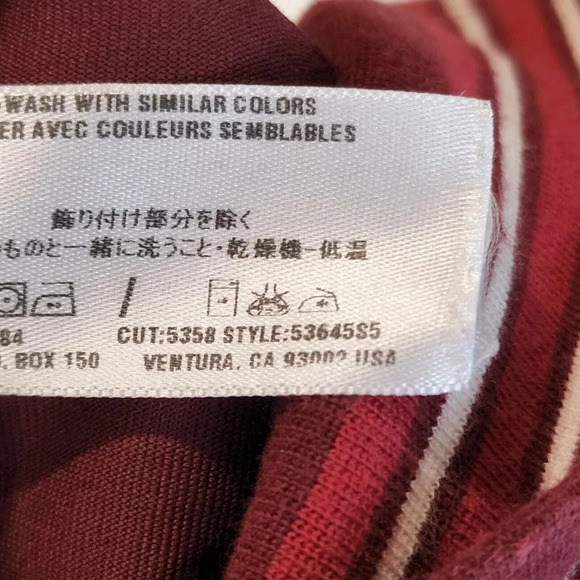 WASH WITH SIMILAR COLORS
ER AVEC COULEURS SEMBLABLES
飾り付け部分を除く
ものと一緒に洗うこと・乾燥機-低温
84 CUT:5358 STYLE:53645S5
. BOX 150 VENTURA, CA 93002 USA